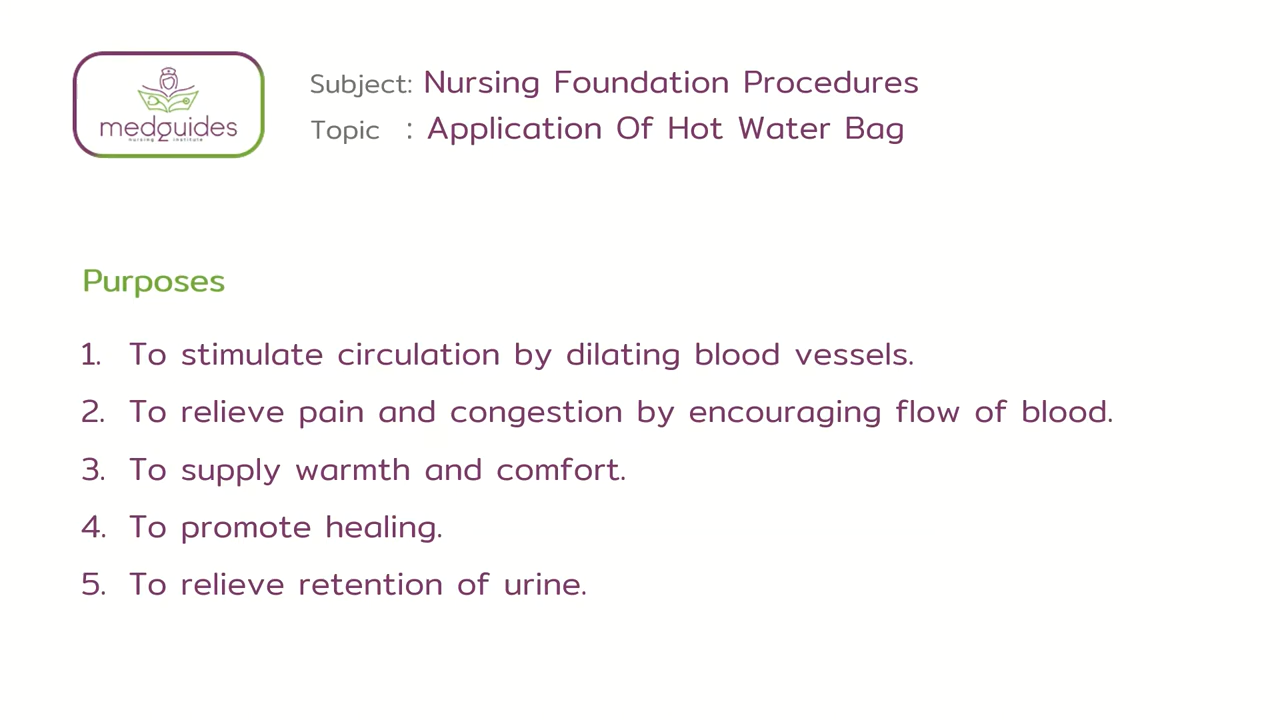 medguides
nursing institute
Subject: Nursing Foundation Procedures
Topic : Application Of Hot Water Bag
Purposes
1. To stimulate circulation by dilating blood vessels.
2. To relieve pain and congestion by encouraging flow of blood.
3. To supply warmth and comfort.
4. To promote healing.
5. To relieve retention of urine.